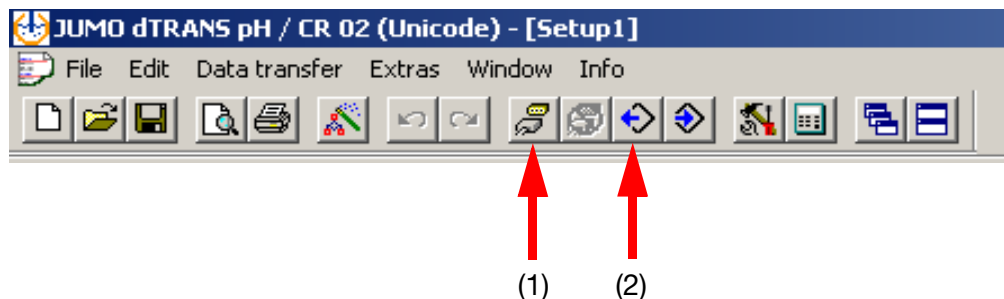 JUMO dTRANS pH / CR 02 (Unicode) - [Setup1]
File Edit Data transfer Extras Window Info
(1) (2)